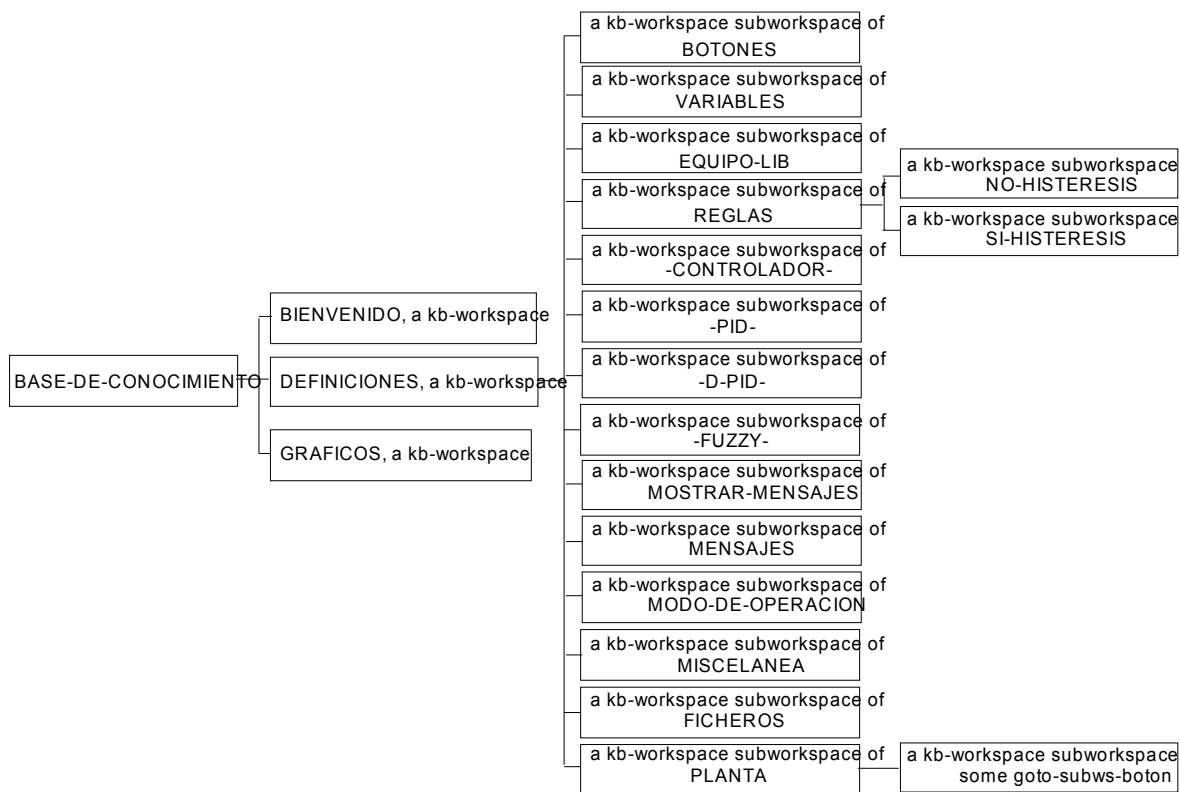 a kb-workspace subworkspace of
BOTONES
a kb-workspace subworkspace of
VARIABLES
a kb-workspace subworkspace of
EQUIPO-LIB
a kb-workspace subworkspace of
REGLAS
a kb-workspace subworkspace
NO-HISTERESIS
a kb-workspace subworkspace
SI-HISTERESIS
a kb-workspace subworkspace of
-CONTROLADOR-
BIENVENIDO, a kb-workspace
a kb-workspace subworkspace of
-PID-
BASE-DE-CONOCIMIENTO
DEFINICIONES, a kb-workspace
a kb-workspace subworkspace of
-D-PID-
GRAFICOS, a kb-workspace
a kb-workspace subworkspace of
-FUZZY-
a kb-workspace subworkspace of
MOSTRAR-MENSAJES
a kb-workspace subworkspace of
MENSAJES
a kb-workspace subworkspace of
MODO-DE-OPERACION
a kb-workspace subworkspace of
MISCELANEA
a kb-workspace subworkspace of
FICHEROS
a kb-workspace subworkspace of
PLANTA
a kb-workspace subworkspace
some goto-subws-boton